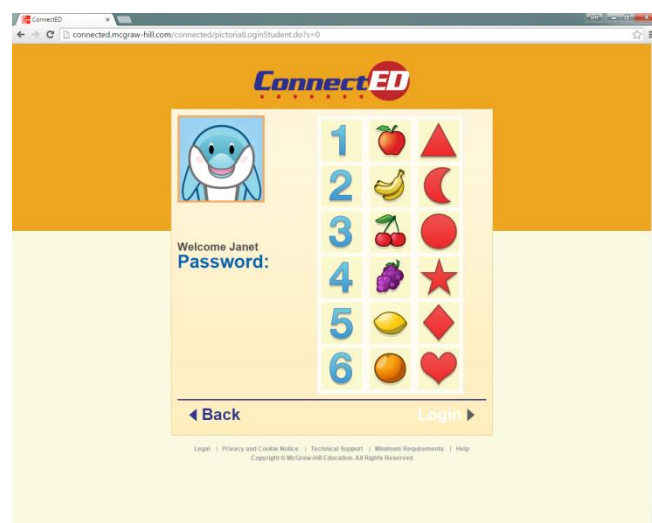 ConnectED
connected.mcgraw-hill.com/connected/pictorialLoginStudent.do?s=0
ConnectED
1
2
3
4
5
6
Welcome Janet
Password:
Back
Login
Legal | Privacy and Cookie Notice | Technical Support | Minimum Requirements | Help
Copyright © McGraw-Hill Education. All Rights Reserved